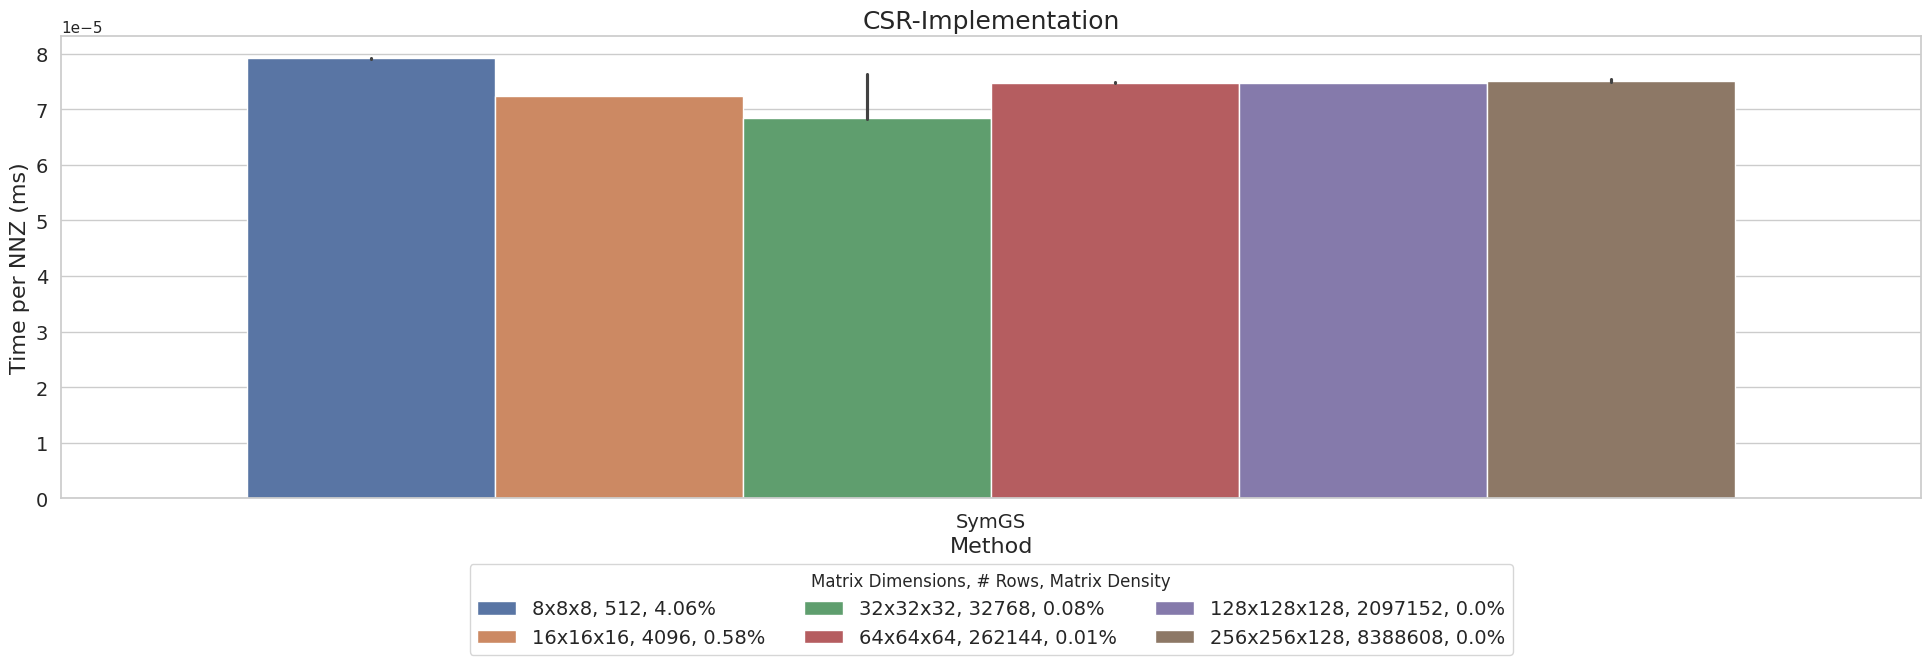 CSR-Implementation
1e−5
8
7
6
5
4
3
2
1
0
Time per NNZ (ms)
SymGS
Method
Matrix Dimensions, # Rows, Matrix Density
8x8x8, 512, 4.06%
16x16x16, 4096, 0.58%
32x32x32, 32768, 0.08%
64x64x64, 262144, 0.01%
128x128x128, 2097152, 0.0%
256x256x128, 8388608, 0.0%